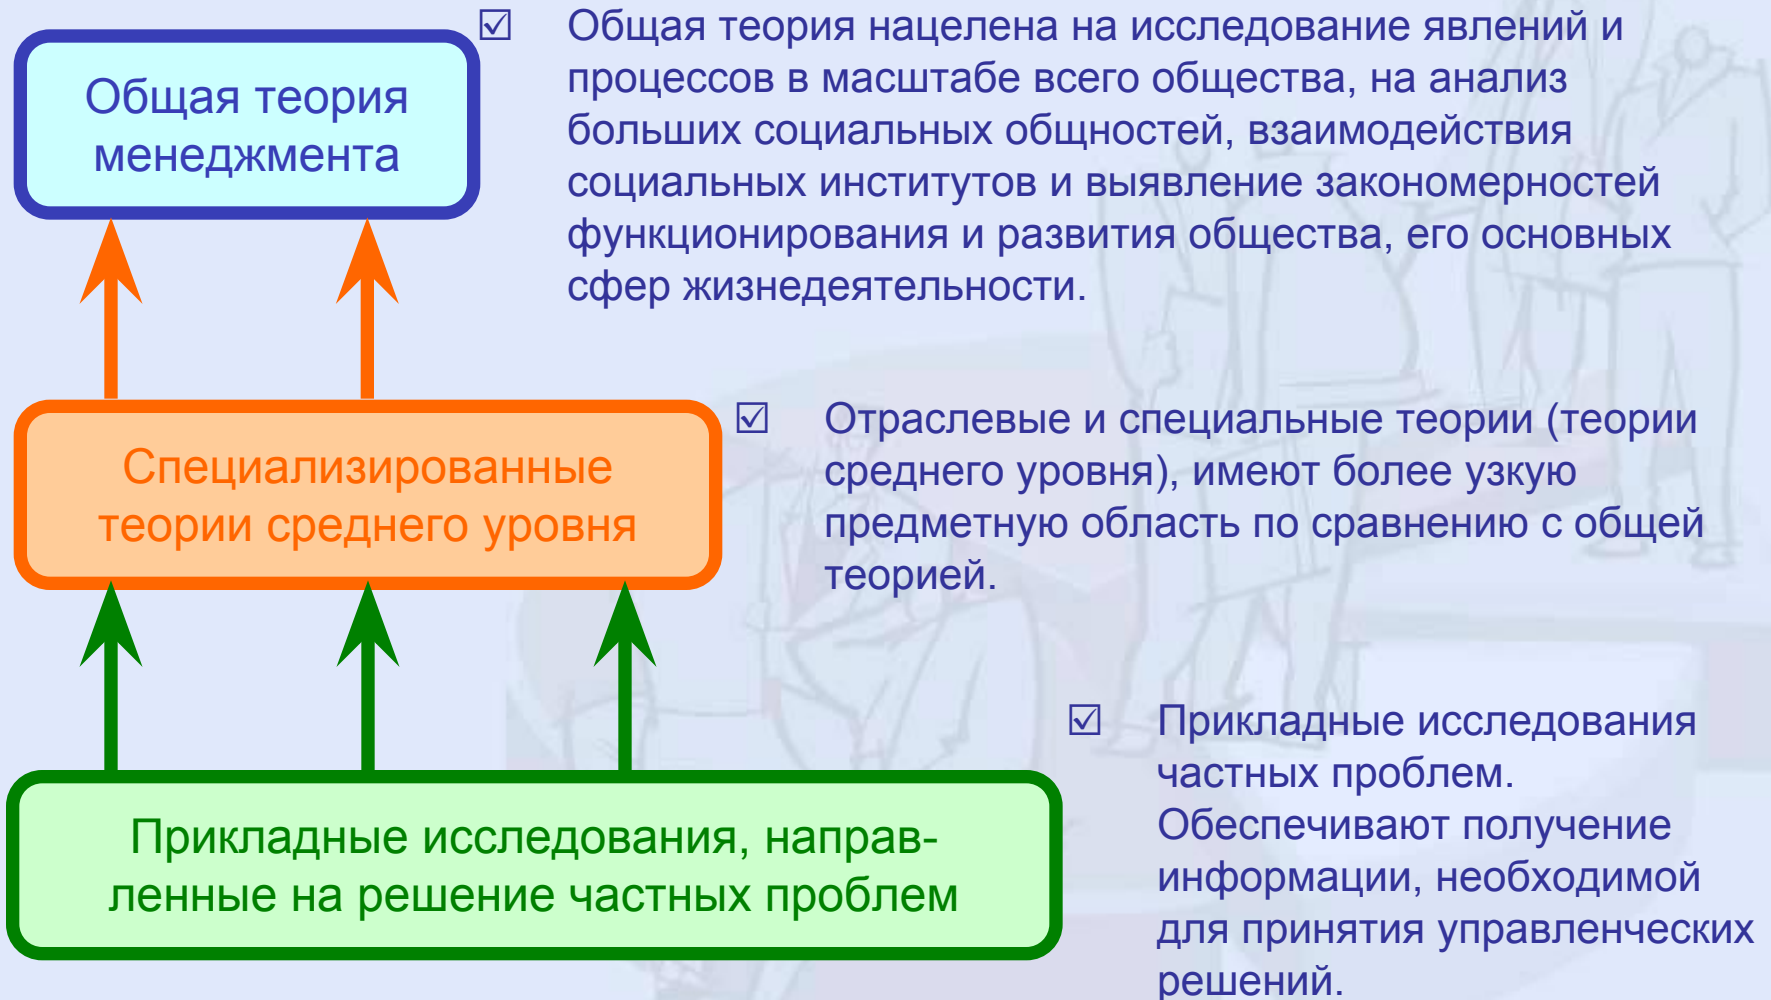 Общая теория
менеджмента
☑ Общая теория нацелена на исследование явлений и
процессов в масштабе всего общества, на анализ
больших социальных общностей, взаимодействия
социальных институтов и выявление закономерностей
функционирования и развития общества, его основных
сфер жизнедеятельности.
Специализированные
теории среднего уровня
☑ Отраслевые и специальные теории (теории
среднего уровня), имеют более узкую
предметную область по сравнению с общей
теорией.
Прикладные исследования, направ-
ленные на решение частных проблем
☑ Прикладные исследования
частных проблем.
Обеспечивают получение
информации, необходимой
для принятия управленческих
решений.